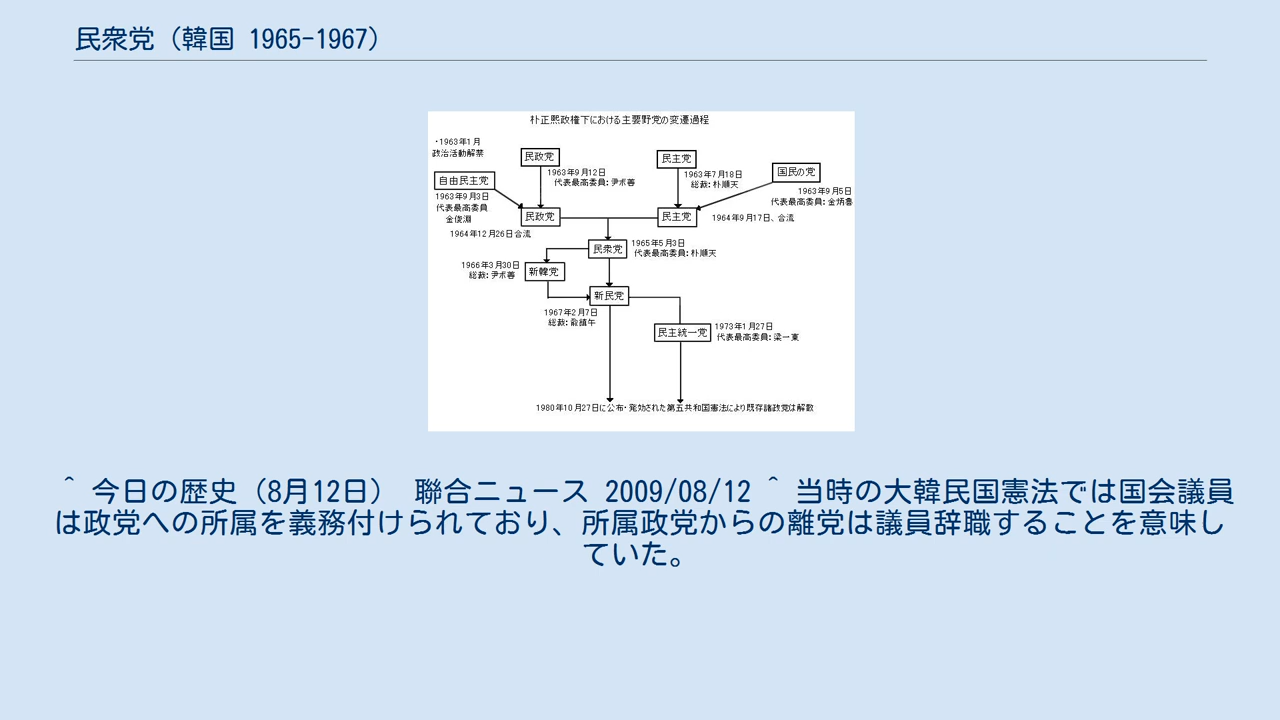 民衆党（韓国 1965-1967）
朴正熙政権下における主要野党の変遷過程
・1963年1月
政治活動解禁
民政党
1963年9月12日
代表最高委員：尹潽善
民主党
1963年7月18日
総裁：朴順天
国民の党
1963年9月5日
代表最高委員：金炳魯
自由民主党
1963年9月3日
代表最高委員
金俊淵
民政党
1964年11月26日合流
民主党
1964年9月17日、合流
民衆党
1965年5月3日
代表最高委員：朴順天
1966年3月30日
総裁：尹潽善
新韓党
新民党
1967年2月7日
総裁：兪鎮午
民主統一党
1973年1月27日
代表最高委員：梁一東
1980年10月27日に公布・発効された第五共和国憲法により既存諸政党は解散
^ 今日の歴史（8月12日） 聯合ニュース 2009/08/12 ^ 当時の大韓民国憲法では国会議員
は政党への所属を義務付けられており、所属政党からの離党は議員辞職することを意味し
ていた。